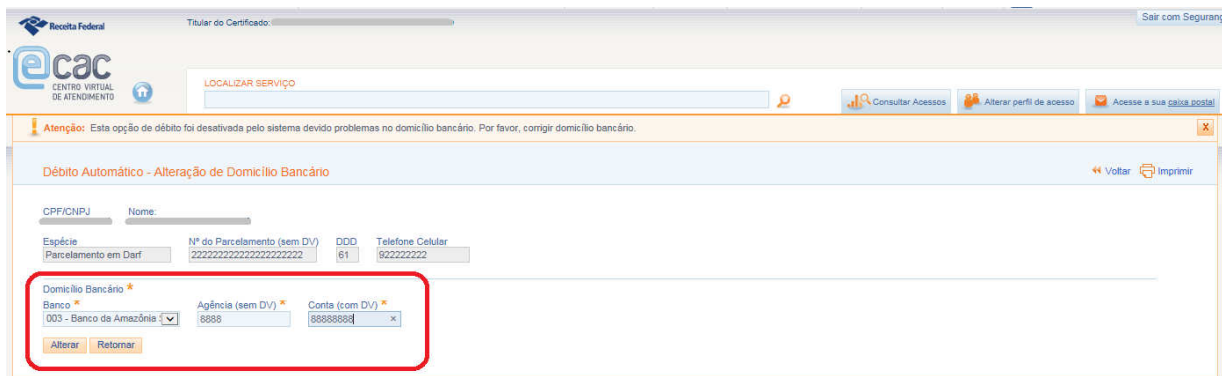 Receita Federal
Titular do Certificado:
Sair com Seguranç
ecac
CENTRO VIRTUAL
DE ATENDIMENTO
LOCALIZAR SERVIÇO
Consultar Acessos
Alterar perfil de acesso
Acesse a sua caixa postal
Atenção: Esta opção de débito foi desativada pelo sistema devido problemas no domicílio bancário. Por favor, corrigir domicílio bancário.
X
Débito Automático - Alteração de Domicílio Bancário
Voltar
Imprimir
CPF/CNPJ Nome:
Espécie Nº do Parcelamento (sem DV) DDD Telefone Celular
Parcelamento em Darf 222222222222222222222 61 922222222
Domicílio Bancário *
Banco * Agência (sem DV) * Conta (com DV) *
003 - Banco da Amazônia 8888 88888888 ×
Alterar Retornar